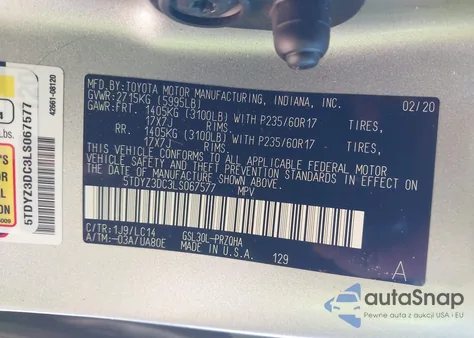 MFD. BY: TOYOTA MOTOR MANUFACTURING, INDIANA, INC. 02/20
GVWR: 2715KG (5995LB)
GAWR: FRT. 1405KG (3100LB) WITH P235/60R17 TIRES,
17X7J RIMS,
RR. 1405KG (3100LB) WITH P235/60R17 TIRES,
17X7J RIMS,
THIS VEHICLE CONFORMS TO ALL APPLICABLE FEDERAL MOTOR
VEHICLE SAFETY AND THEFT PREVENTION STANDARDS IN EFFECT ON
THE DATE OF MANUFACTURE SHOWN ABOVE.
5TDYZ3DC3LS067577 MPV
C/TR: 1J9/LC14 GSL30L-PRZQHA
A/TM: -03A/UA80E MADE IN U.S.A. 129
A
5TDYZ3DC3LS067577
42661-08120
Lbs.
autoSnap
Pewne auta z aukcji USA - EU